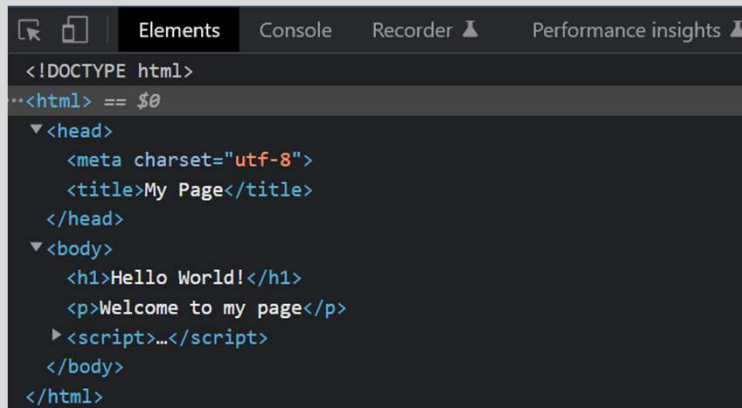 Elements Console Recorder Performance insights
<!DOCTYPE html>
…<html> == $0
▼<head>
<meta charset="utf-8">
<title>My Page</title>
</head>
▼<body>
<h1>Hello World!</h1>
<p>Welcome to my page</p>
▶<script>…</script>
</body>
</html>